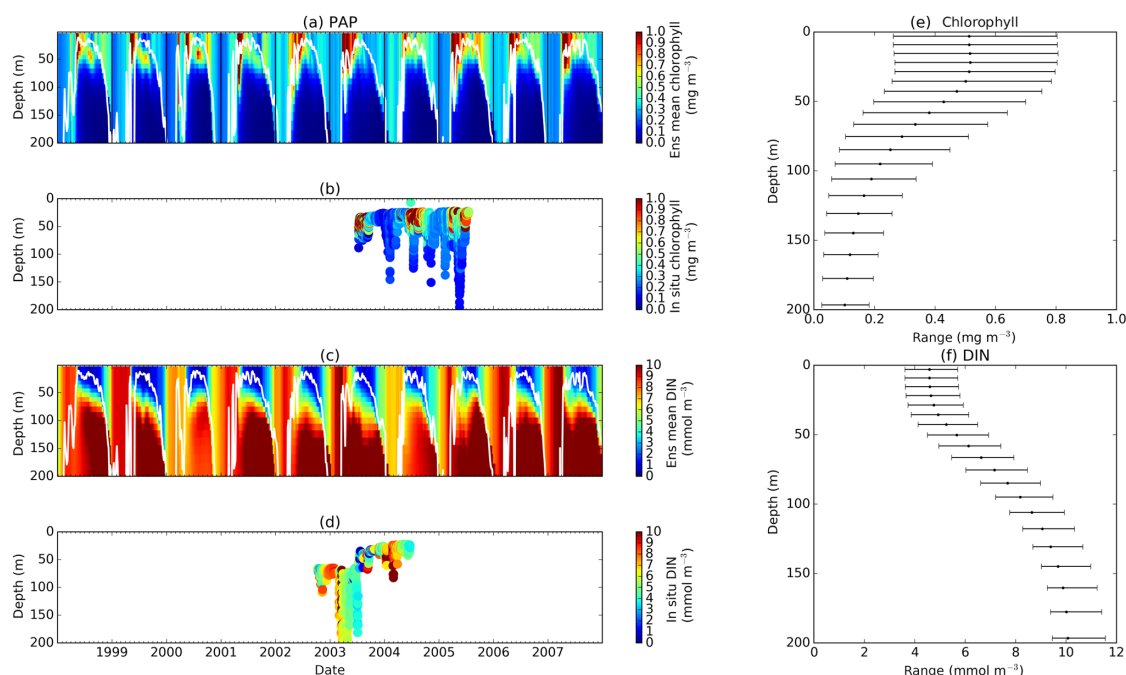 (a) PAP
0
50
100
150
200
Depth (m)
1.0
0.9
0.8
0.7
0.6
0.5
0.4
0.3
0.2
0.1
0.0
Ens mean chlorophyll
(mg m⁻³)
(b)
0
50
100
150
200
Depth (m)
1.0
0.9
0.8
0.7
0.6
0.5
0.4
0.3
0.2
0.1
0.0
In situ chlorophyll
(mg m⁻³)
(c)
0
50
100
150
200
Depth (m)
10
9
8
7
6
5
4
3
2
1
0
Ens mean DIN
(mmol m⁻³)
(d)
0
50
100
150
200
Depth (m)
1999 2000 2001 2002 2003 2004 2005 2006 2007
Date
10
9
8
7
6
5
4
3
2
1
0
In situ DIN
(mmol m⁻³)
(e) Chlorophyll
0
50
100
150
200
Depth (m)
0.0 0.2 0.4 0.6 0.8 1.0
Range (mg m⁻³)
(f) DIN
0
50
100
150
200
Depth (m)
0 2 4 6 8 10 12
Range (mmol m⁻³)